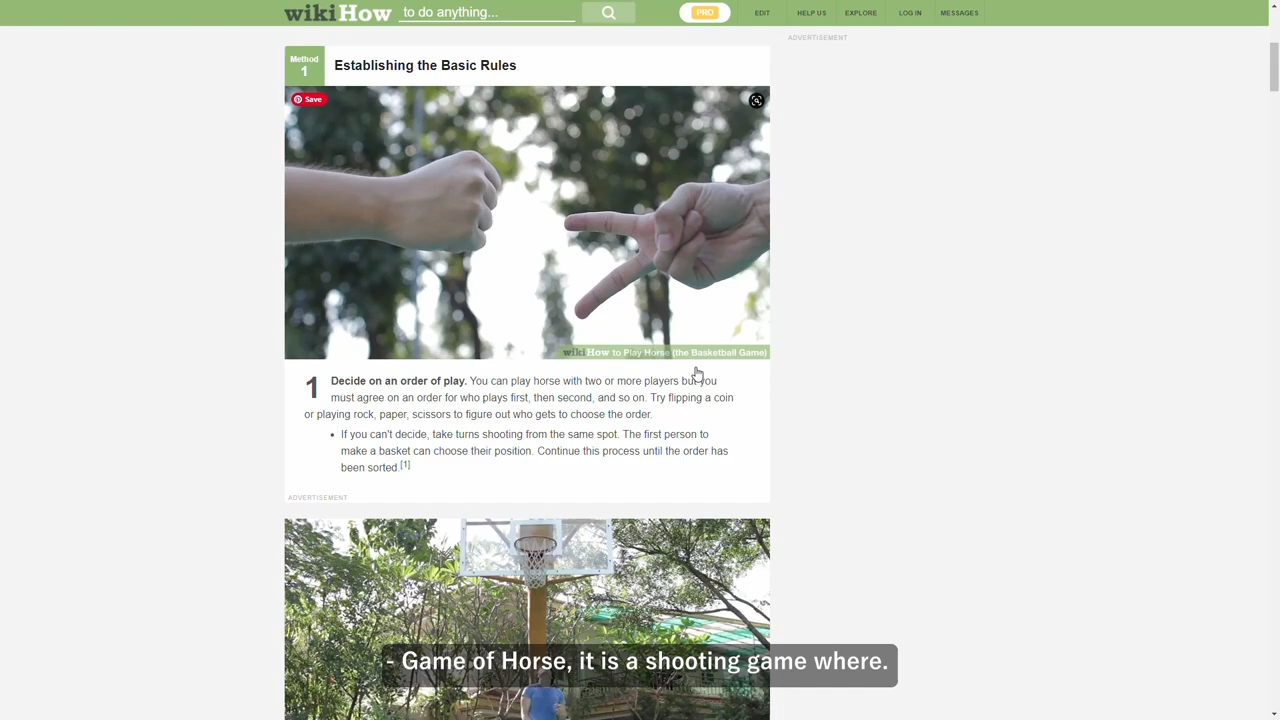 wikiHow to do anything... PRO EDIT HELP US EXPLORE LOG IN MESSAGES
ADVERTISEMENT
Method
1
Establishing the Basic Rules
Save
wikiHow to Play Horse (the Basketball Game)
1 Decide on an order of play. You can play horse with two or more players but you
must agree on an order for who plays first, then second, and so on. Try flipping a coin
or playing rock, paper, scissors to figure out who gets to choose the order.
• If you can't decide, take turns shooting from the same spot. The first person to
make a basket can choose their position. Continue this process until the order has
been sorted.[1]
ADVERTISEMENT
- Game of Horse, it is a shooting game where.